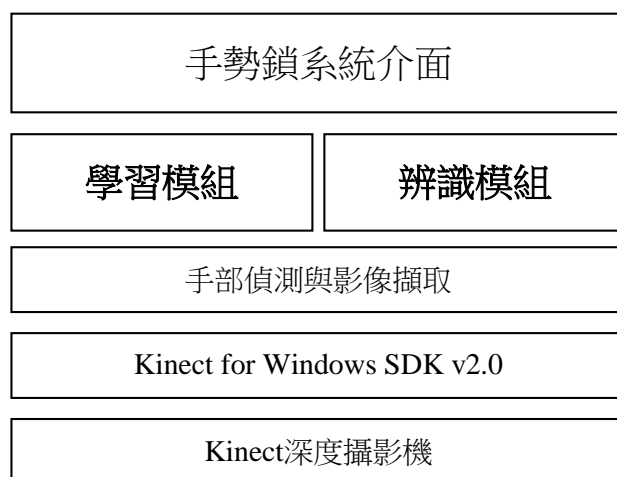 手勢鎖系統介面
學習模組
辨識模組
手部偵測與影像擷取
Kinect for Windows SDK v2.0
Kinect深度攝影機